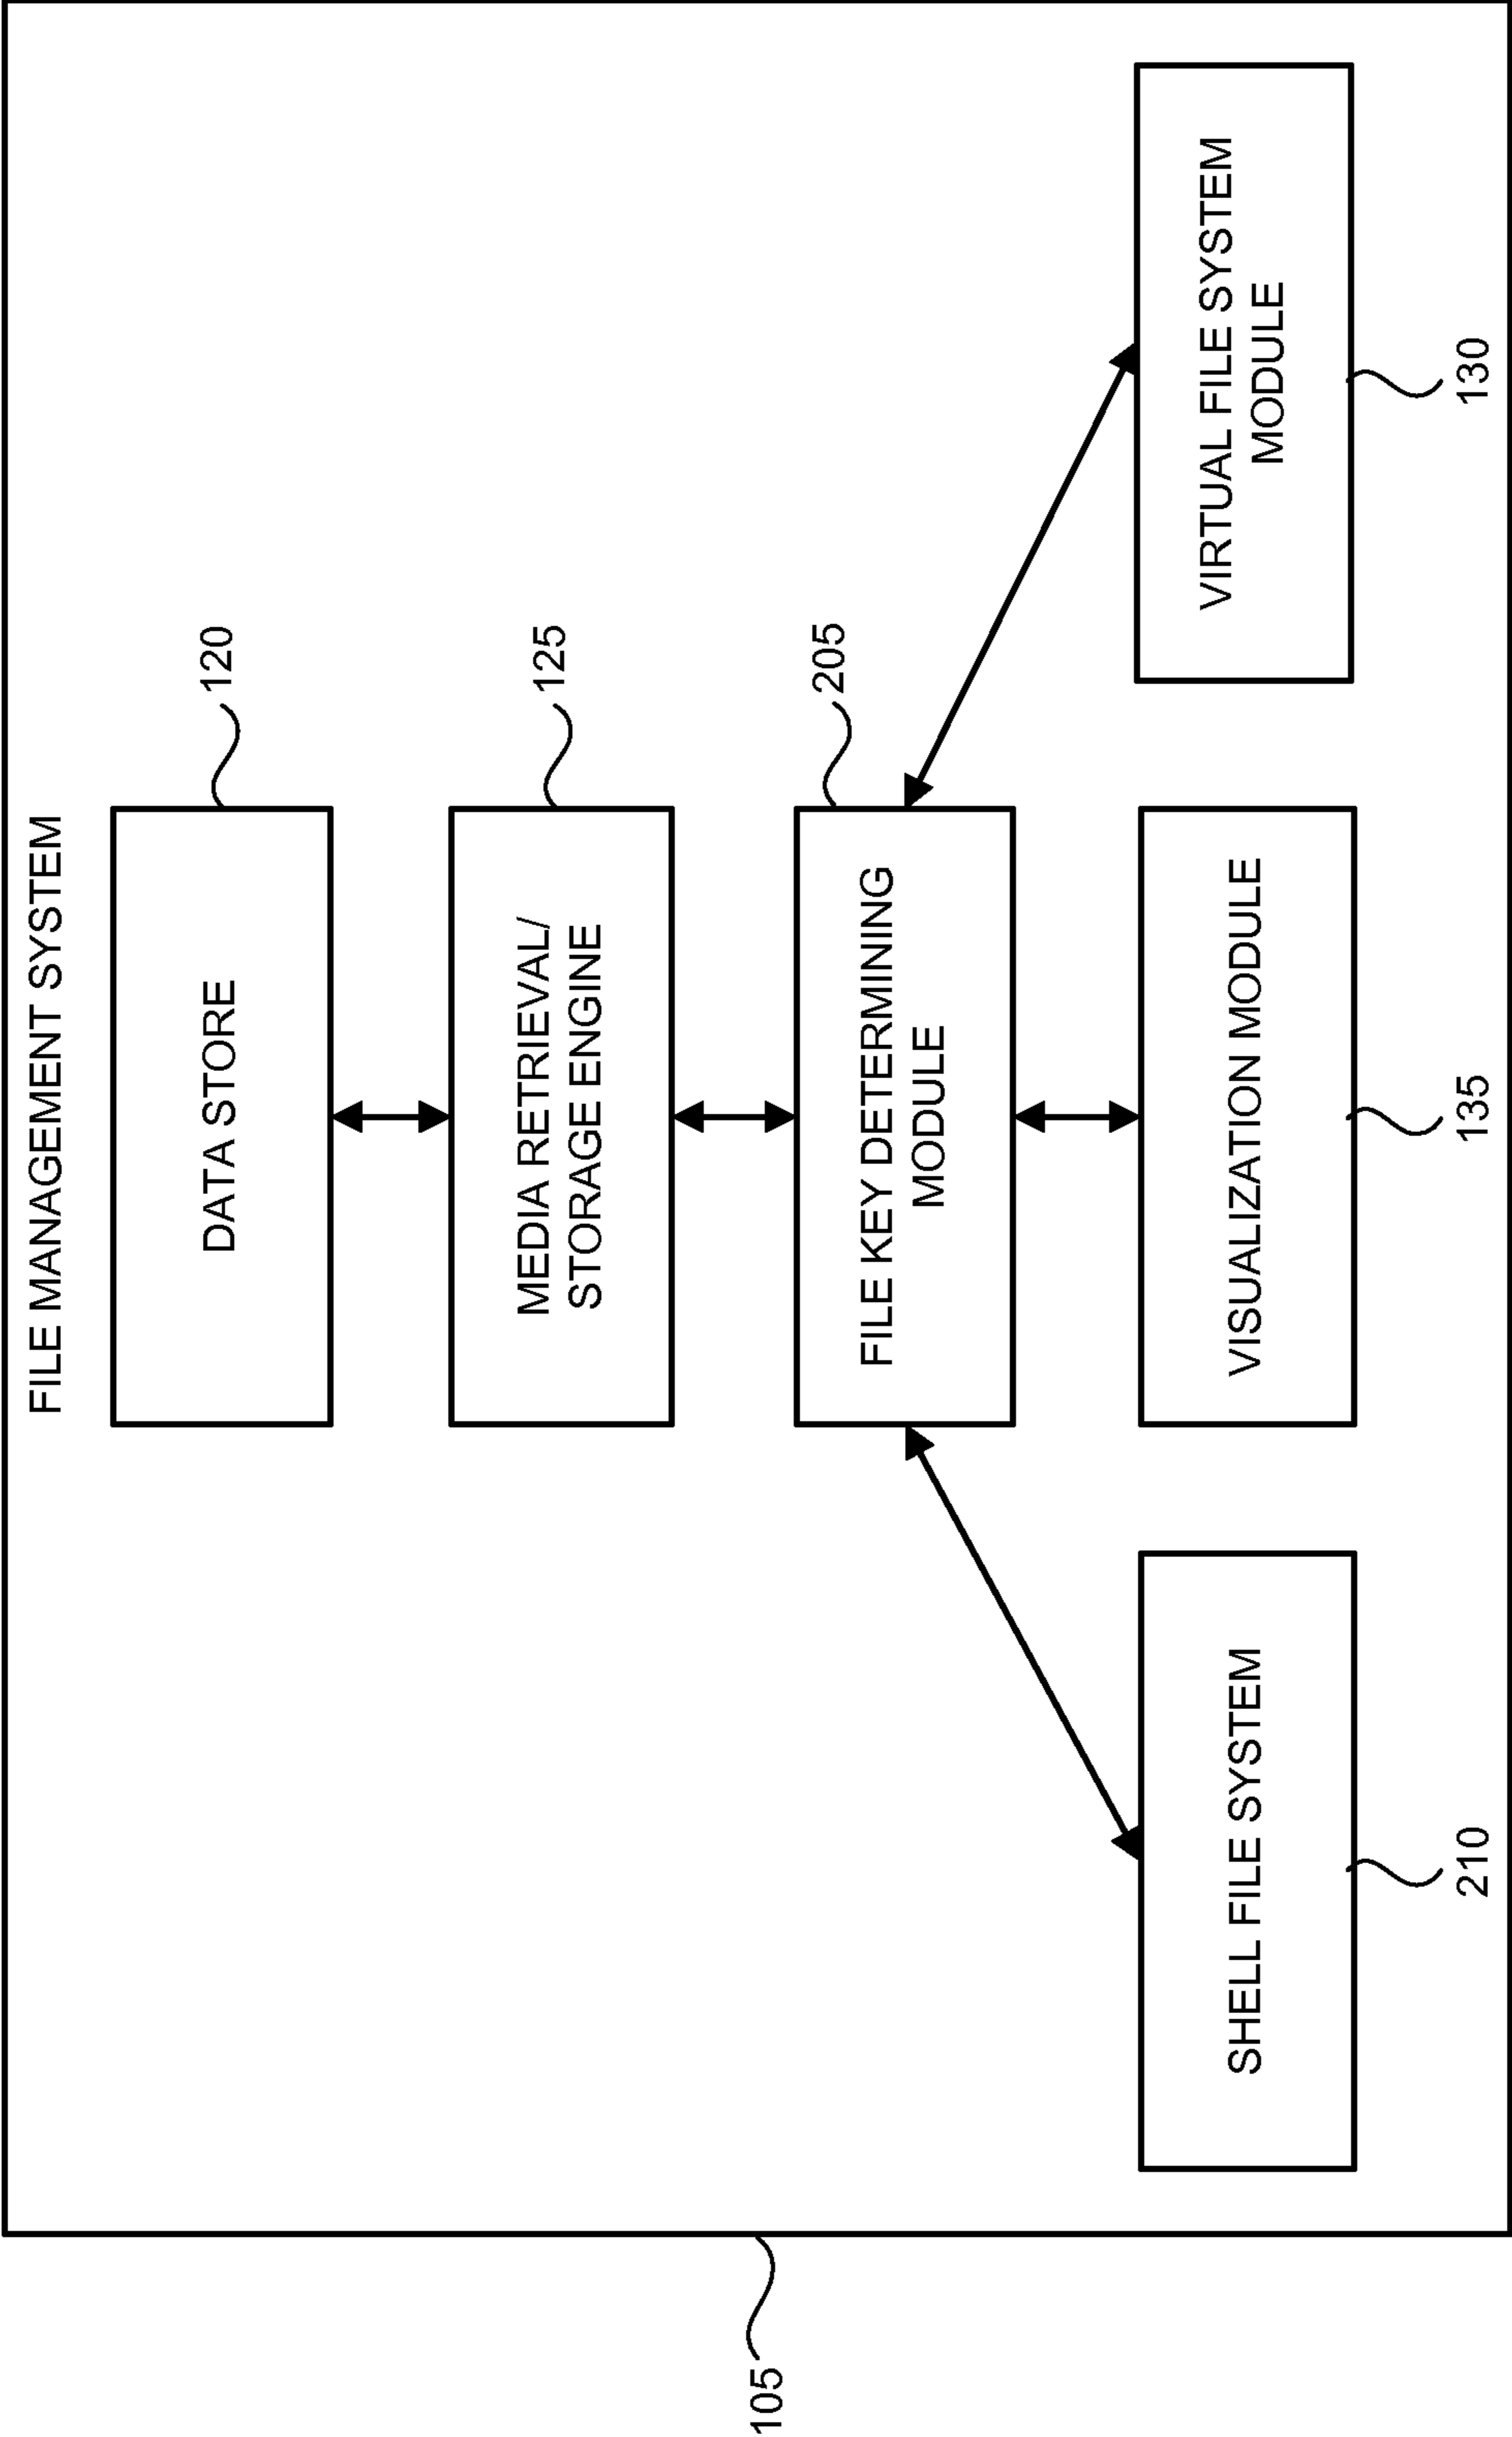 FILE MANAGEMENT SYSTEM
105
DATA STORE
120
MEDIA RETRIEVAL/
STORAGE ENGINE
125
FILE KEY DETERMINING
MODULE
205
SHELL FILE SYSTEM
210
VISUALIZATION MODULE
135
VIRTUAL FILE SYSTEM
MODULE
130